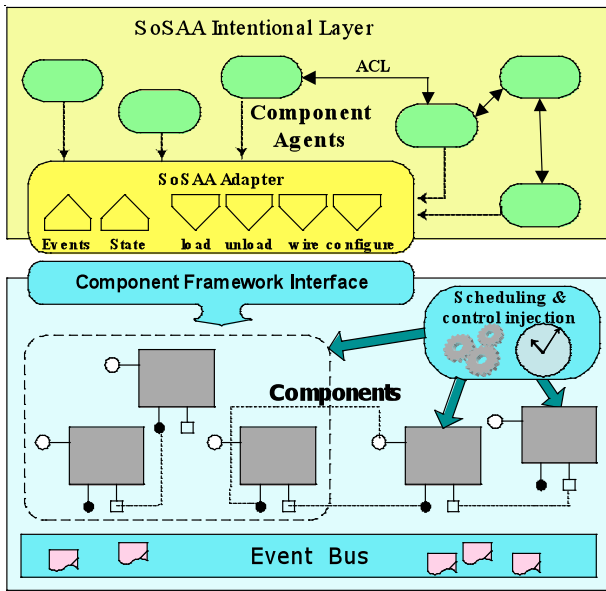 SoSAA Intentional Layer
ACL
Component
Agents
SoSAA Adapter
Events State load unload wire configure
Component Framework Interface
Scheduling &
control injection
Components
Event Bus